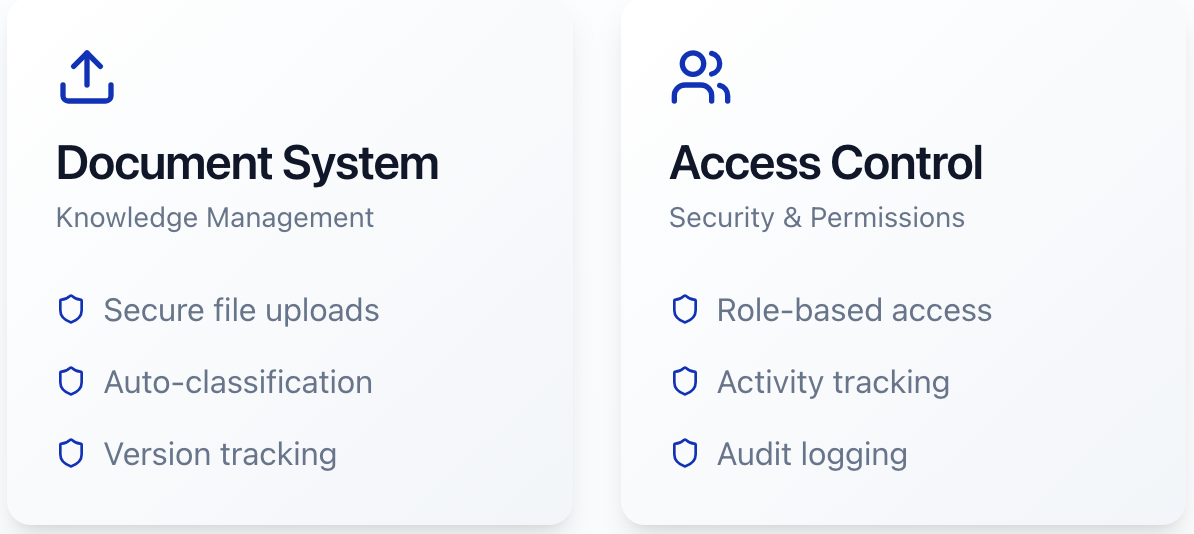 Document System
Knowledge Management
Secure file uploads
Auto-classification
Version tracking
Access Control
Security & Permissions
Role-based access
Activity tracking
Audit logging